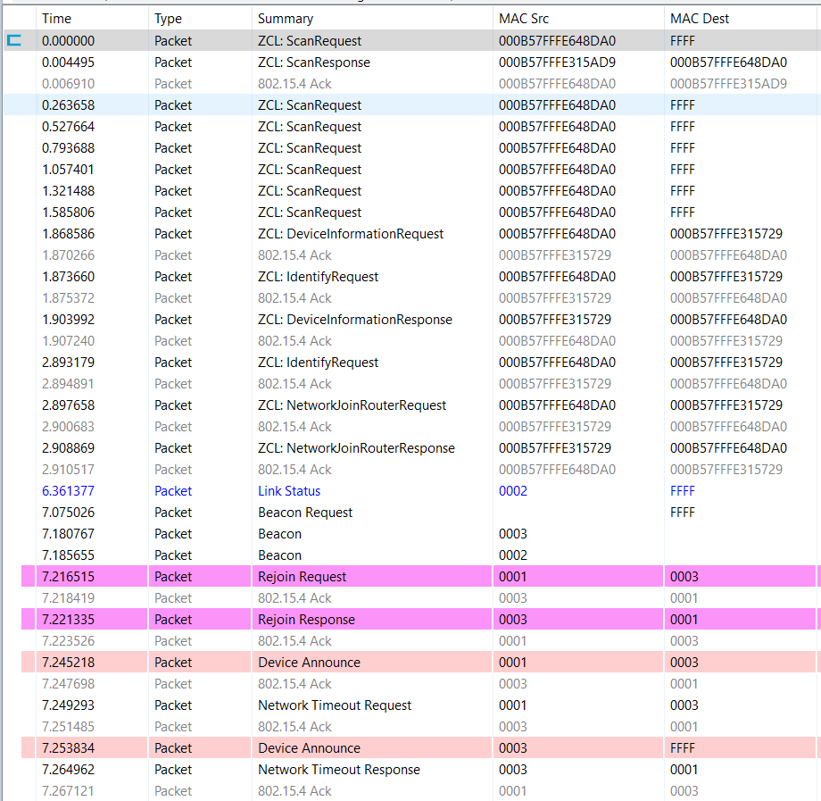 Time Type Summary MAC Src MAC Dest
0.000000 Packet ZCL: ScanRequest 000B57FFFE648DA0 FFFF
0.004495 Packet ZCL: ScanResponse 000B57FFFE315AD9 000B57FFFE648DA0
0.006910 Packet 802.15.4 Ack 000B57FFFE648DA0 000B57FFFE315AD9
0.263658 Packet ZCL: ScanRequest 000B57FFFE648DA0 FFFF
0.527664 Packet ZCL: ScanRequest 000B57FFFE648DA0 FFFF
0.793688 Packet ZCL: ScanRequest 000B57FFFE648DA0 FFFF
1.057401 Packet ZCL: ScanRequest 000B57FFFE648DA0 FFFF
1.321488 Packet ZCL: ScanRequest 000B57FFFE648DA0 FFFF
1.585806 Packet ZCL: ScanRequest 000B57FFFE648DA0 FFFF
1.868586 Packet ZCL: DeviceInformationRequest 000B57FFFE648DA0 000B57FFFE315729
1.870266 Packet 802.15.4 Ack 000B57FFFE315729 000B57FFFE648DA0
1.873660 Packet ZCL: IdentifyRequest 000B57FFFE648DA0 000B57FFFE315729
1.875372 Packet 802.15.4 Ack 000B57FFFE315729 000B57FFFE648DA0
1.903992 Packet ZCL: DeviceInformationResponse 000B57FFFE315729 000B57FFFE648DA0
1.907240 Packet 802.15.4 Ack 000B57FFFE648DA0 000B57FFFE315729
2.893179 Packet ZCL: IdentifyRequest 000B57FFFE648DA0 000B57FFFE315729
2.894891 Packet 802.15.4 Ack 000B57FFFE315729 000B57FFFE648DA0
2.897658 Packet ZCL: NetworkJoinRouterRequest 000B57FFFE648DA0 000B57FFFE315729
2.900683 Packet 802.15.4 Ack 000B57FFFE315729 000B57FFFE648DA0
2.908869 Packet ZCL: NetworkJoinRouterResponse 000B57FFFE315729 000B57FFFE648DA0
2.910517 Packet 802.15.4 Ack 000B57FFFE648DA0 000B57FFFE315729
6.361377 Packet Link Status 0002 FFFF
7.075026 Packet Beacon Request FFFF
7.180767 Packet Beacon 0003
7.185655 Packet Beacon 0002
7.216515 Packet Rejoin Request 0001 0003
7.218419 Packet 802.15.4 Ack 0003 0001
7.221335 Packet Rejoin Response 0003 0001
7.223526 Packet 802.15.4 Ack 0001 0003
7.245218 Packet Device Announce 0001 0003
7.247698 Packet 802.15.4 Ack 0003 0001
7.249293 Packet Network Timeout Request 0001 0003
7.251485 Packet 802.15.4 Ack 0003 0001
7.253834 Packet Device Announce 0003 FFFF
7.264962 Packet Network Timeout Response 0003 0001
7.267121 Packet 802.15.4 Ack 0001 0003